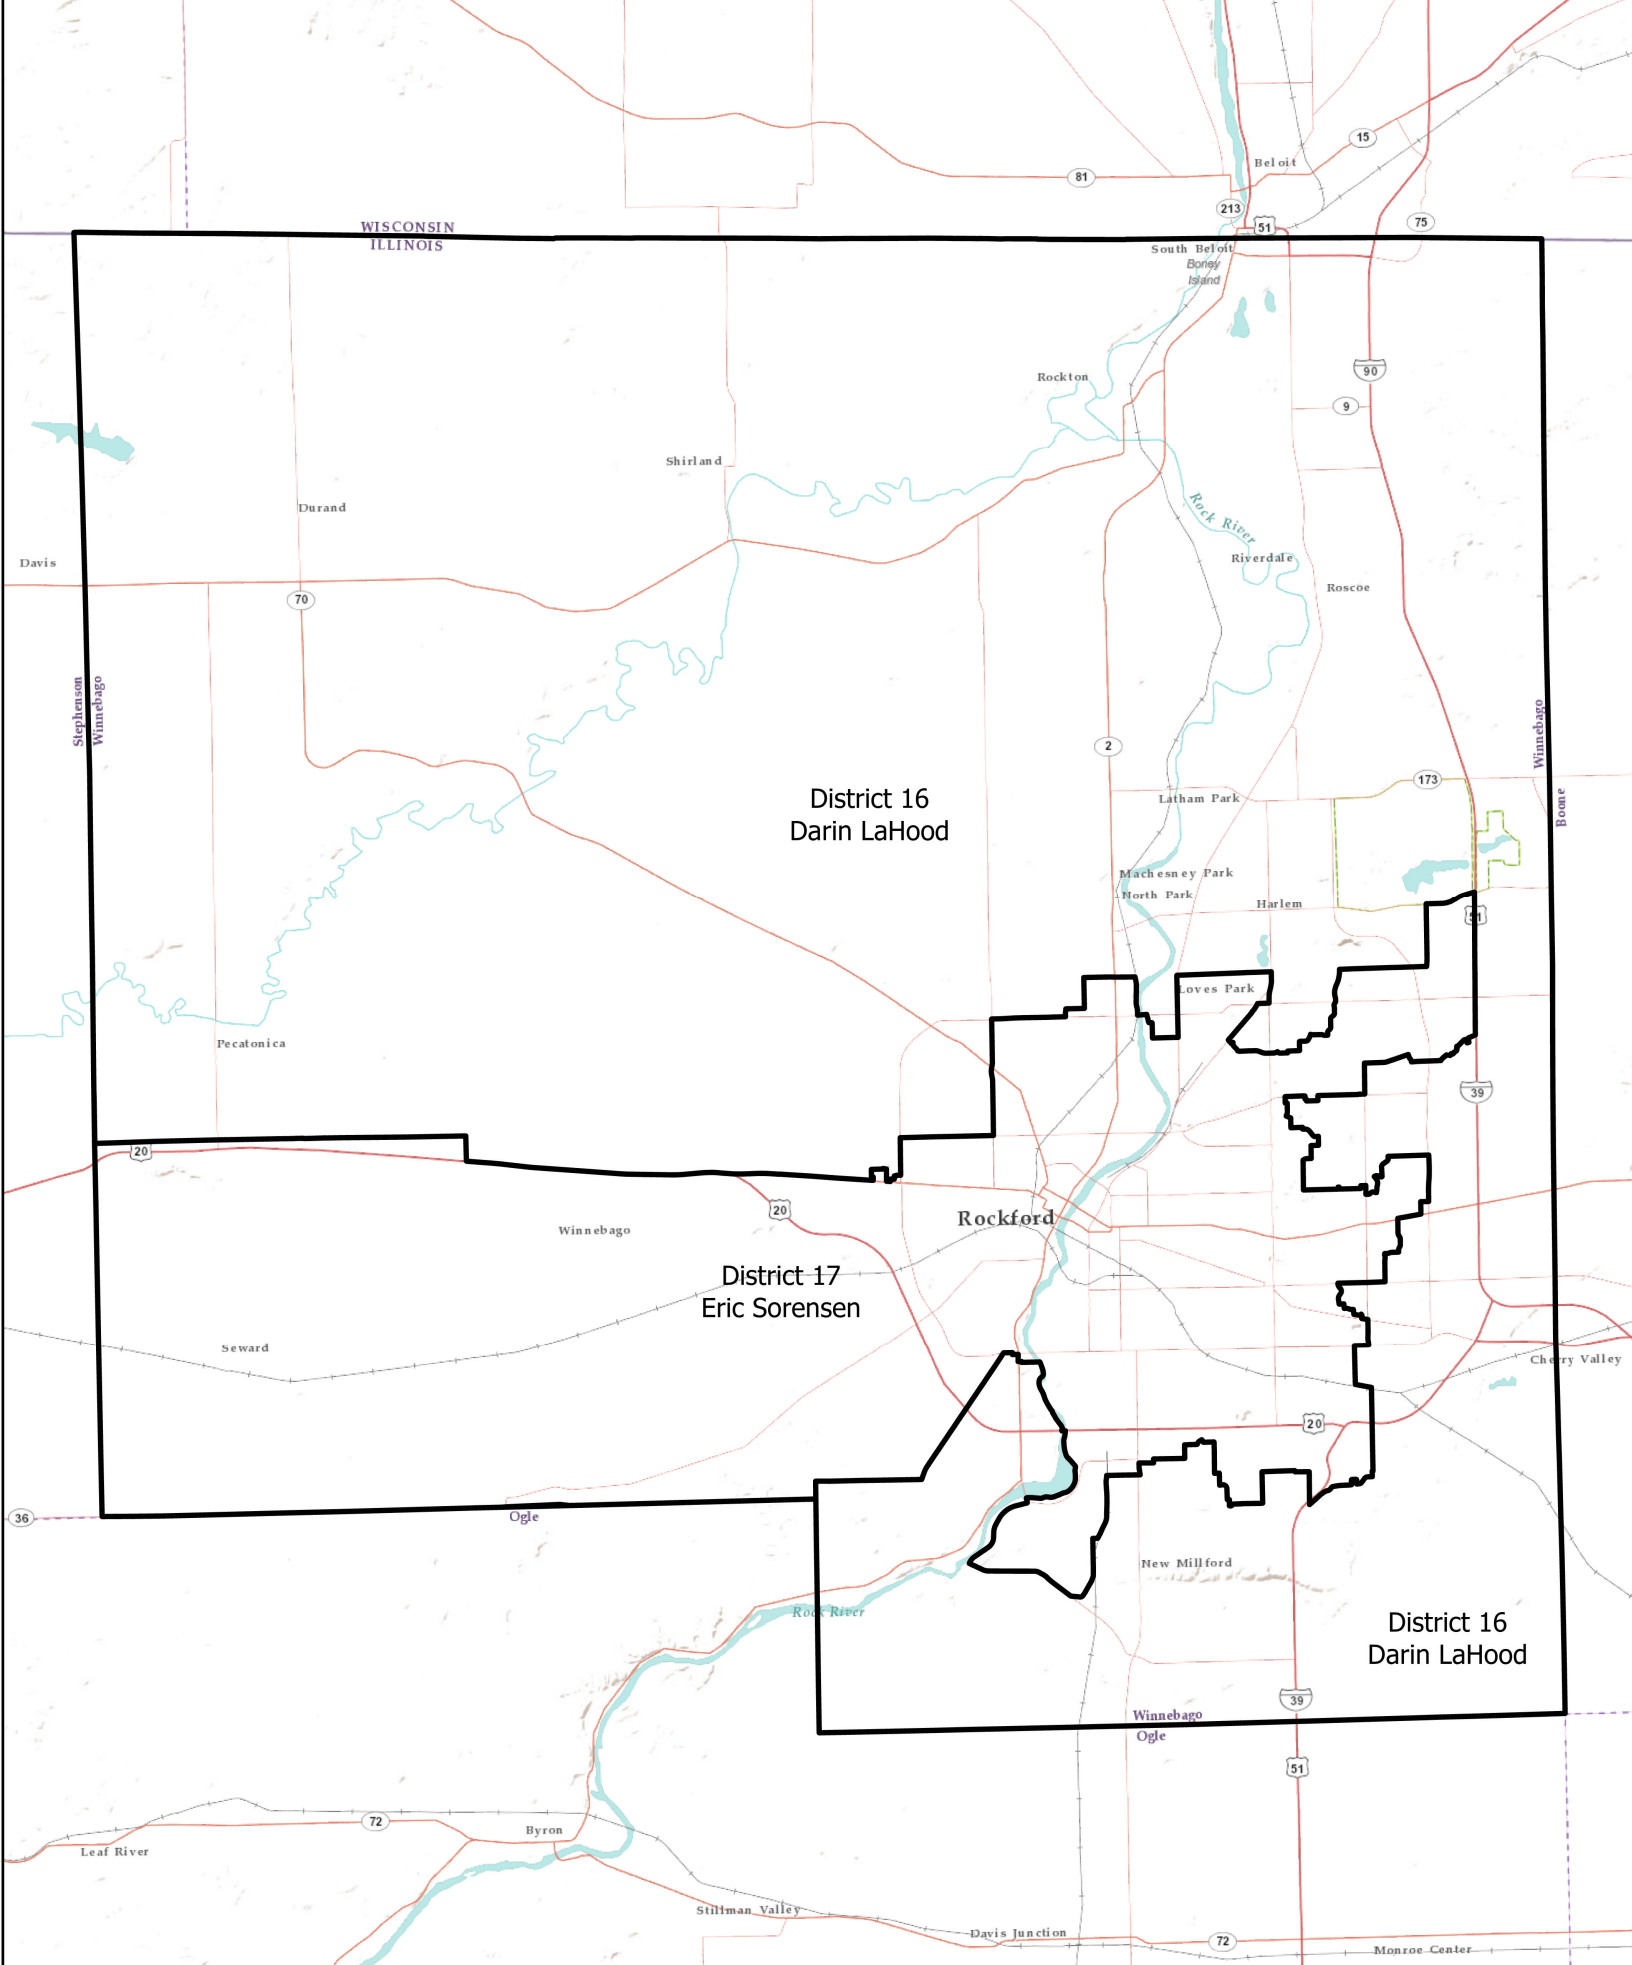 15
Beloit
81
213
51
75
WISCONSIN
ILLINOIS
South Beloit
Boney
Island
90
Rockton
9
Shirland
Durand
Rock River
Davis
Riverdale
Roscoe
70
Stephenson
Winnebago
Winnebago
Boone
2
173
District 16
Darin LaHood
Latham Park
Machesney Park
North Park
Harlem
51
Loves Park
Pecatonica
39
20
20
Rockford
Winnebago
District 17
Eric Sorensen
Seward
Cherry Valley
20
36
Ogle
New Millford
Rock River
District 16
Darin LaHood
39
Winnebago
Ogle
51
72
Byron
Leaf River
Stillman Valley
Davis Junction
72
Monroe Center